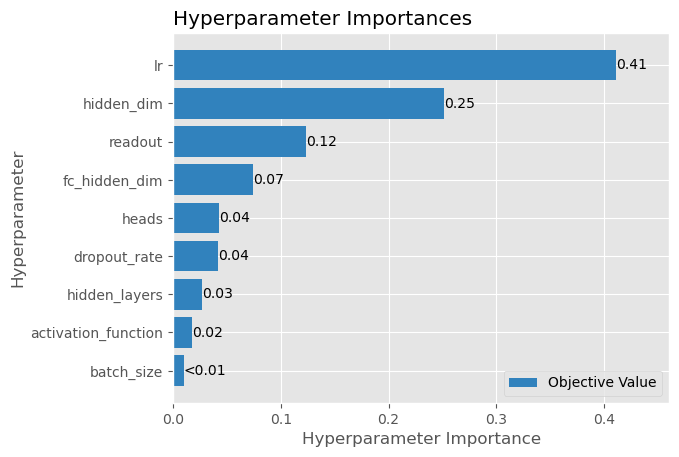 Hyperparameter Importances
Hyperparameter
lr
0.41
hidden_dim
0.25
readout
0.12
fc_hidden_dim
0.07
heads
0.04
dropout_rate
0.04
hidden_layers
0.03
activation_function
0.02
batch_size
<0.01
Objective Value
0.0 0.1 0.2 0.3 0.4
Hyperparameter Importance